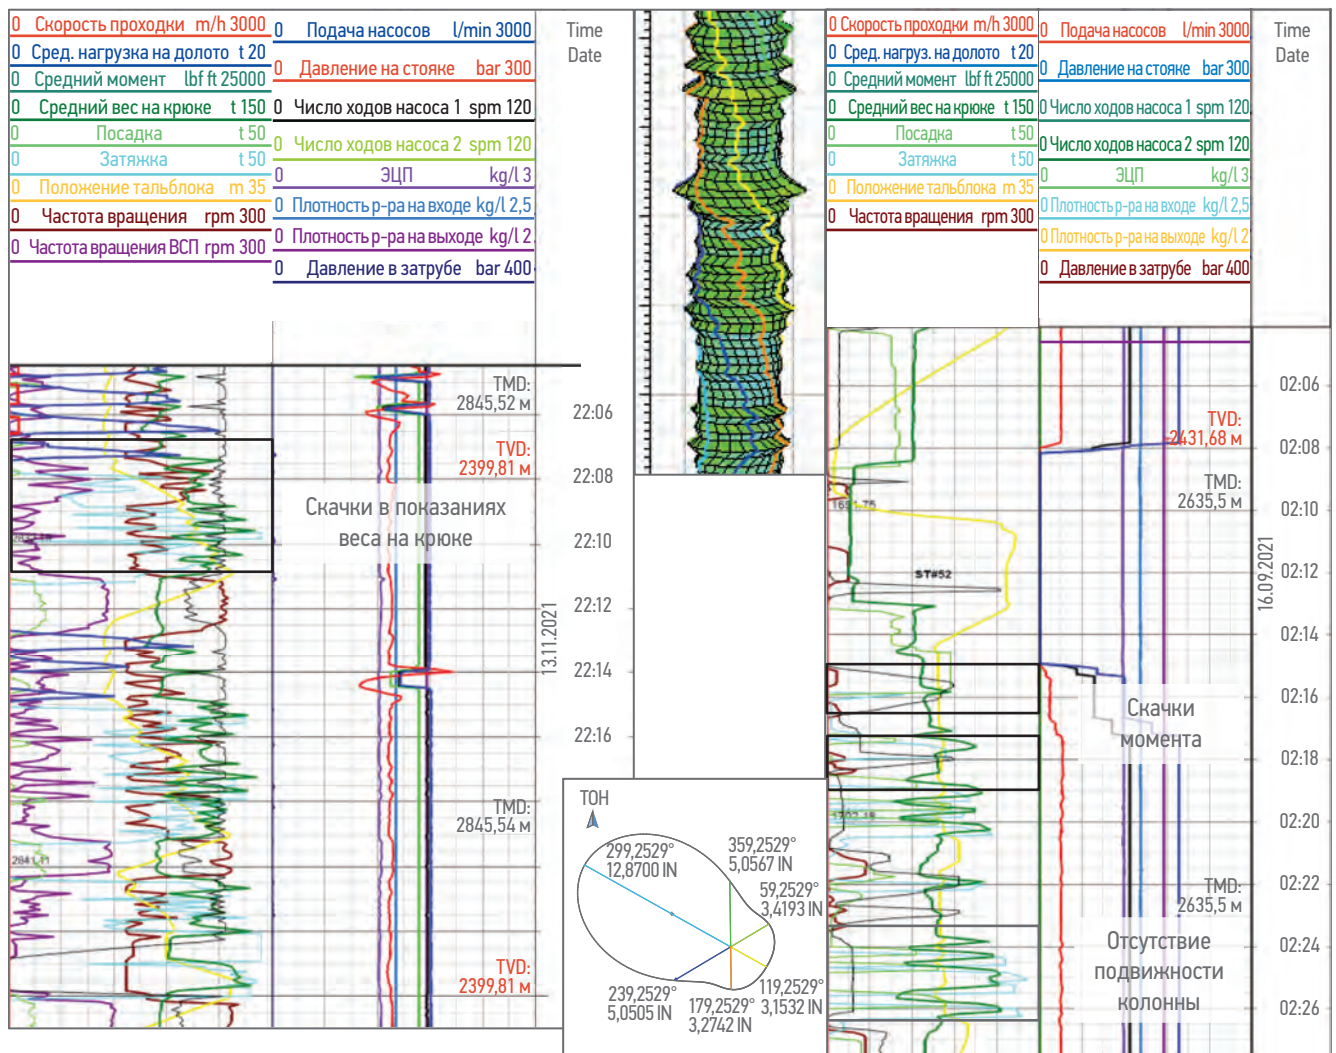 0 Скорость проходки m/h 3000
0 Сред. нагрузка на долото t 20
0 Средний момент lbf ft 25000
0 Средний вес на крюке t 150
0 Посадка t 50
0 Затяжка t 50
0 Положение тальблока m 35
0 Частота вращения rpm 300
0 Частота вращения ВСП rpm 300
0 Подача насосов l/min 3000
0 Давление на стояке bar 300
0 Число ходов насоса 1 spm 120
0 Число ходов насоса 2 spm 120
0 ЭЦП kg/l 3
0 Плотность р-ра на входе kg/l 2,5
0 Плотность р-ра на выходе kg/l 2
0 Давление в затрубе bar 400
Time
Date
TMD:
2845,52 м
TVD:
2399,81 м
Скачки в показаниях
веса на крюке
TMD:
2845,54 м
TVD:
2399,81 м
2841.11
22:06
22:08
22:10
22:12
22:14
22:16
13.11.2021
ТОН
299,2529°
12,8700 IN
359,2529°
5,0567 IN
59,2529°
3,4193 IN
119,2529°
3,1532 IN
179,2529°
3,2742 IN
239,2529°
5,0505 IN
0 Скорость проходки m/h 3000
0 Сред. нагруз. на долото t 20
0 Средний момент lbf ft 25000
0 Средний вес на крюке t 150
0 Посадка t 50
0 Затяжка t 50
0 Положение тальблока m 35
0 Частота вращения rpm 300
0 Подача насосов l/min 3000
0 Давление на стояке bar 300
0 Число ходов насоса 1 spm 120
0 Число ходов насоса 2 spm 120
0 ЭЦП kg/l 3
0 Плотность р-ра на входе kg/l 2,5
0 Плотность р-ра на выходе kg/l 2
0 Давление в затрубе bar 400
Time
Date
ST#52
TVD:
2431,68 м
TMD:
2635,5 м
Скачки
момента
TMD:
2635,5 м
Отсутствие
подвижности
колонны
02:06
02:08
02:10
02:12
02:14
02:16
02:18
02:20
02:22
02:24
02:26
16.09.2021